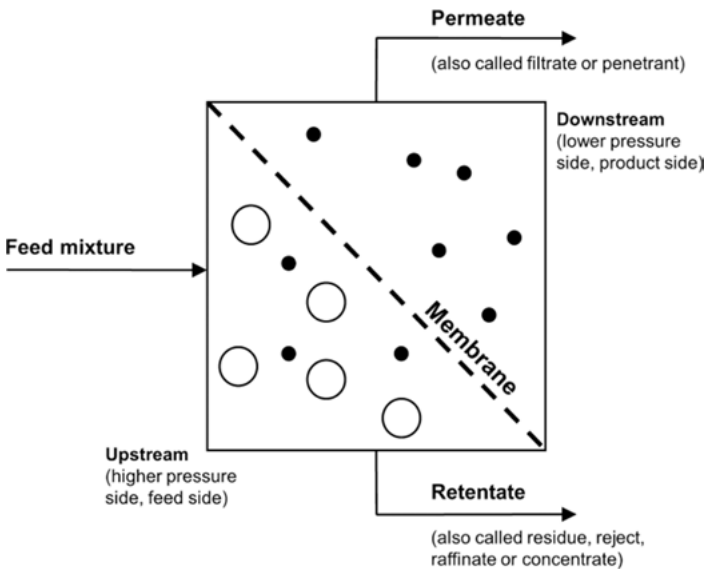 Permeate
(also called filtrate or penetrant)
Downstream
(lower pressure
side, product side)
Feed mixture
Membrane
Upstream
(higher pressure
side, feed side)
Retentate
(also called residue, reject,
raffinate or concentrate)